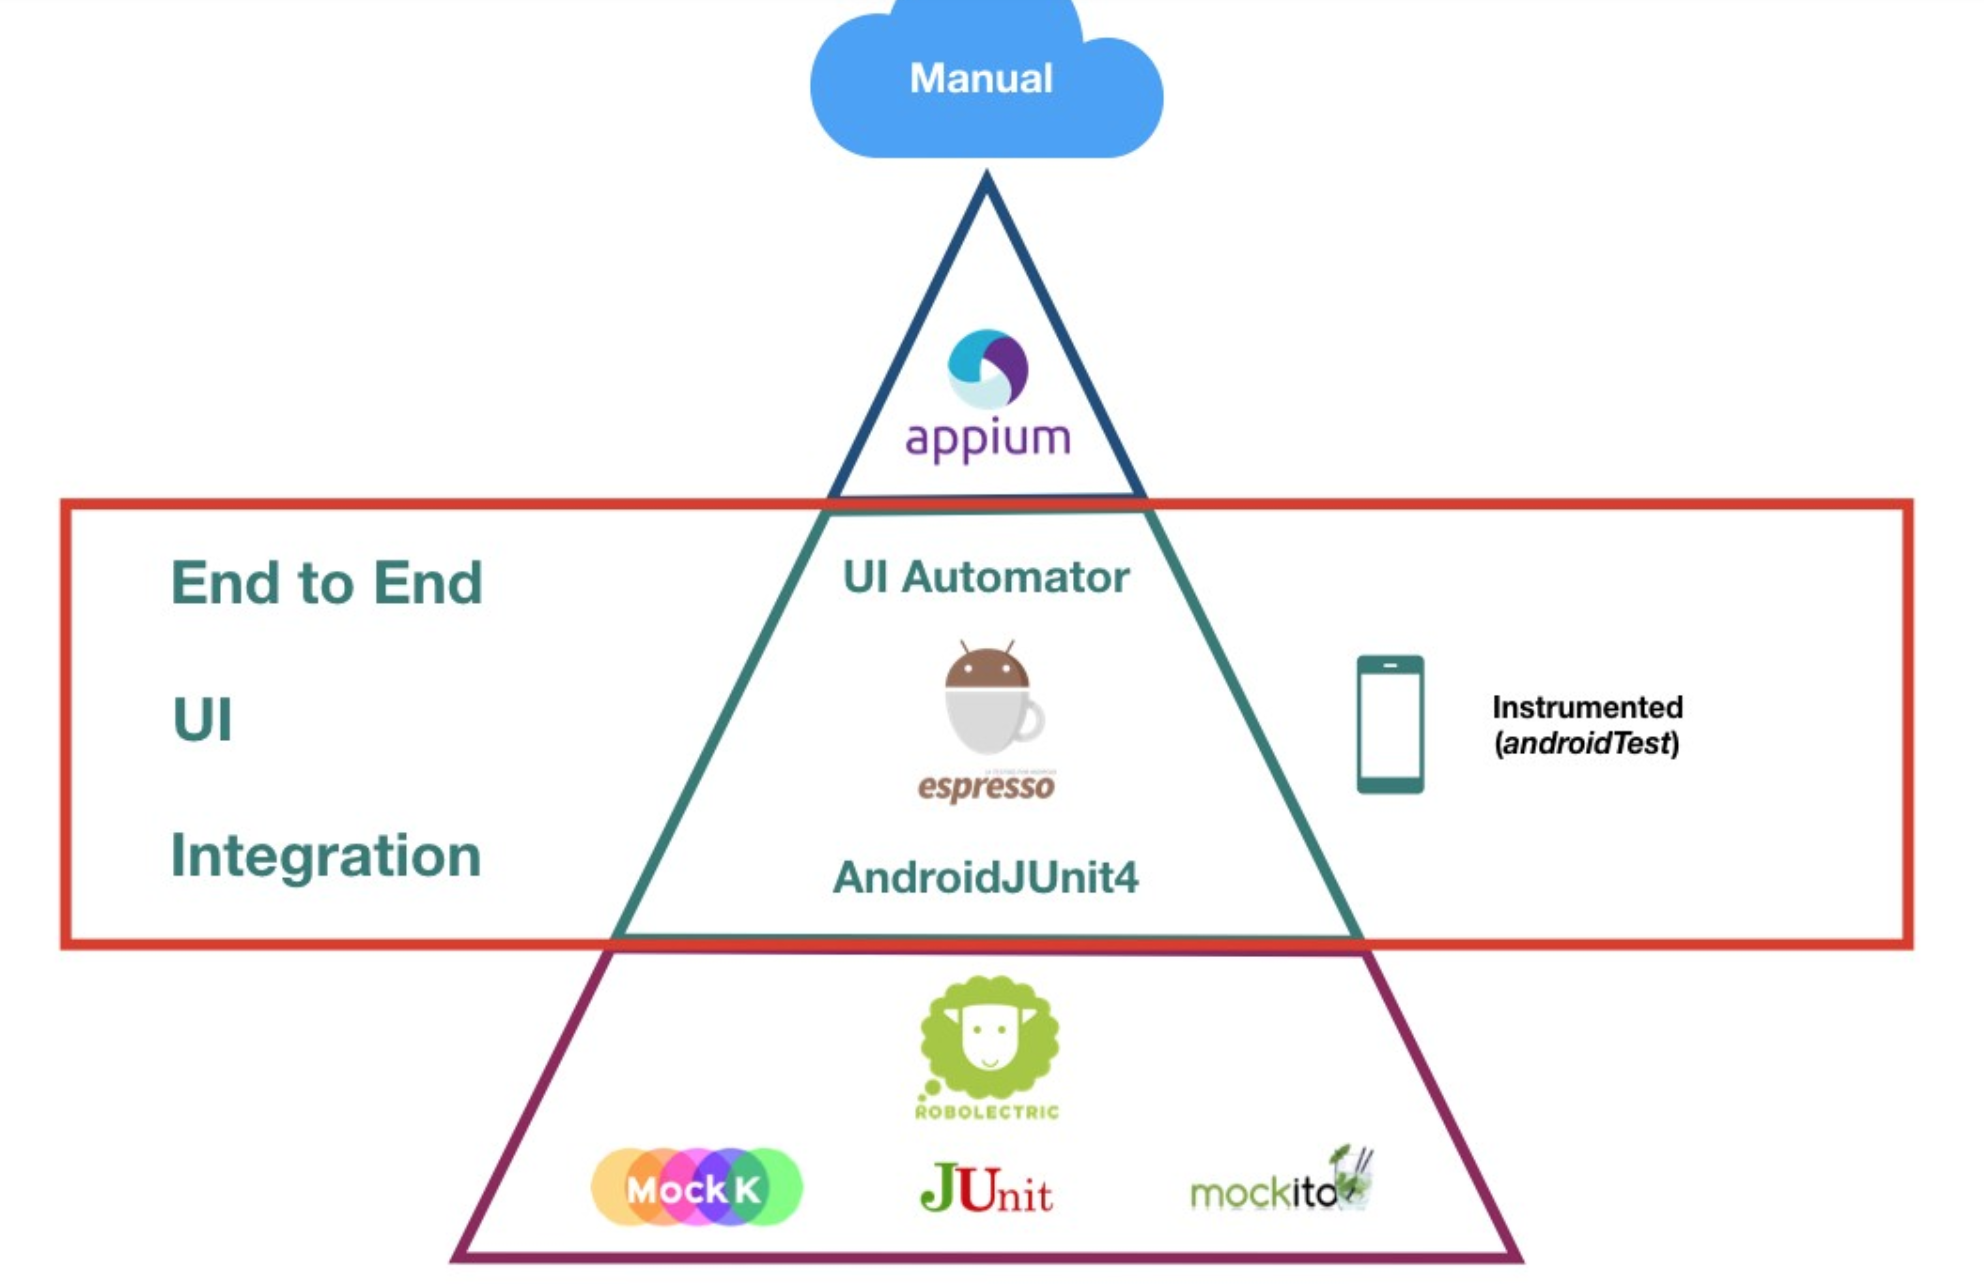 Manual
appium
End to End
UI Automator
UI
espresso
Instrumented
(androidTest)
Integration
AndroidJUnit4
ROBOLECTRIC
MockK
JUnit
mockito